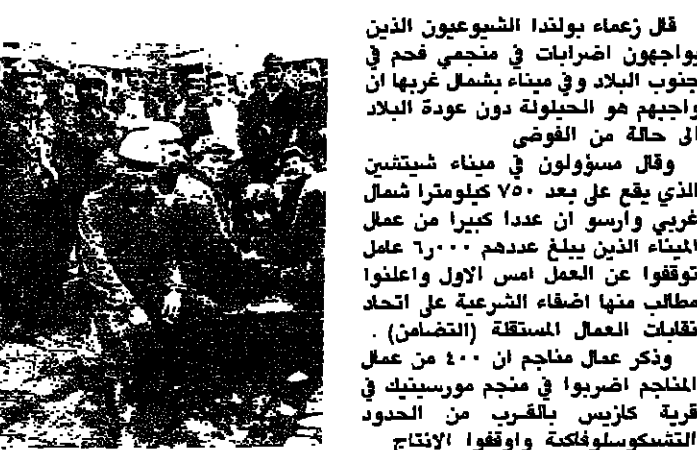 قال زعماء بولندا الشيوعيون الذين
يواجهون اضرابات في منجمي فحم في
جنوب البلاد وفي ميناء بشمال غربها ان
واجبهم هو الحيلولة دون عودة البلاد
الى حالة من الفوضى
وقال مسؤولون في ميناء شيتشين
الذي يقع على بعد ٧٥٠ كيلومترا شمال
غربي وارسو ان عددا كبيرا من عمال
الميناء الذين يبلغ عددهم ٦٫٠٠٠ عامل
توقفوا عن العمل امس الاول واعلنوا
مطالب منها اضفاء الشرعية على اتحاد
نقابات العمال المستقلة (التضامن) .
وذكر عمال مناجم ان ٤٠٠ من عمال
المناجم اضربوا في منجم مورسينيك في
قرية كازيس بالقرب من الحدود
التشيكوسلوفاكية واوقفوا الانتاج